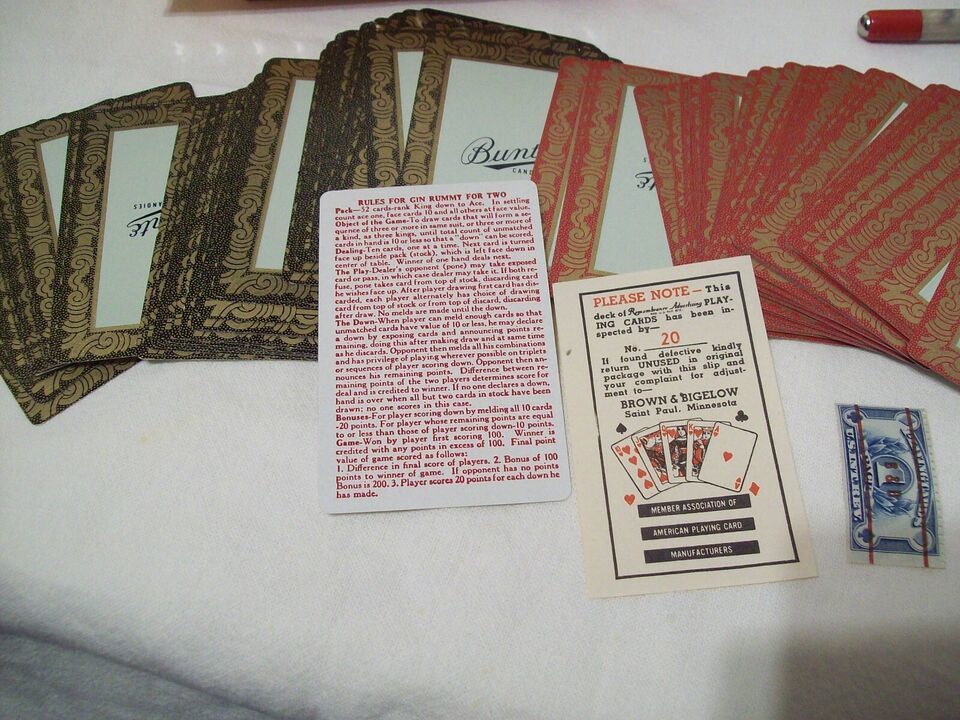 Bunte
CANDIES
RULES FOR GIN RUMMY FOR TWO
Pack—52 cards-rank King down to Ace. In settling
count ace one, face cards 10 and all others at face value.
Object of the Game-To draw cards that will form a se-
quence of three or more in same suit, or three or more of
a kind, as three kings, until total count of unmatched
cards in hand is 10 or less so that a "down" can be scored.
Dealing-Ten cards, one at a time. Next card is turned
face up beside pack (stock), which is left face down in
center of table. Winner of one hand deals next.
The Play-Dealer's opponent (pone) may take exposed
card or pass, in which case dealer may take it. If both re-
fuse, pone takes card from top of stock, discarding card
he wishes face up. After player drawing first card has dis-
carded, each player alternately has choice of drawing
card from top of stock or from top of discard, discarding
after draw. No melds are made until the down.
The Down-When player can meld enough cards so that
unmatched cards have value of 10 or less, he may declare
a down by exposing cards and announcing points re-
maining, doing this after making draw and at same time
as he discards. Opponent then melds all his combinations
and has privilege of playing wherever possible on triplets
or sequences of player scoring down. Opponent then an-
nounces his remaining points. Difference between re-
maining points of the two players determines score for
deal and is credited to winner. If no one declares a down,
hand is over when all but two cards in stock have been
drawn; no one scores in this case.
Bonuses-For player scoring down by melding all 10 cards
-20 points. For player whose remaining points are equal
to or less than those of player scoring down-10 points.
Game-Won by player first scoring 100. Winner is
credited with any points in excess of 100. Final point
value of game scored as follows:
1. Difference in final score of players. 2. Bonus of 100
points to winner of game. If opponent has no points
Bonus is 200. 3. Player scores 20 points for each down he
has made.
PLEASE NOTE — This
deck of Remembrance Advertising PLAY-
ING CARDS has been in-
spected by—
No. 20
If found defective kindly
return UNUSED in original
package with this slip and
your complaint for adjust-
ment to—
BROWN & BIGELOW
Saint Paul, Minnesota
MEMBER ASSOCIATION OF
AMERICAN PLAYING CARD
MANUFACTURERS